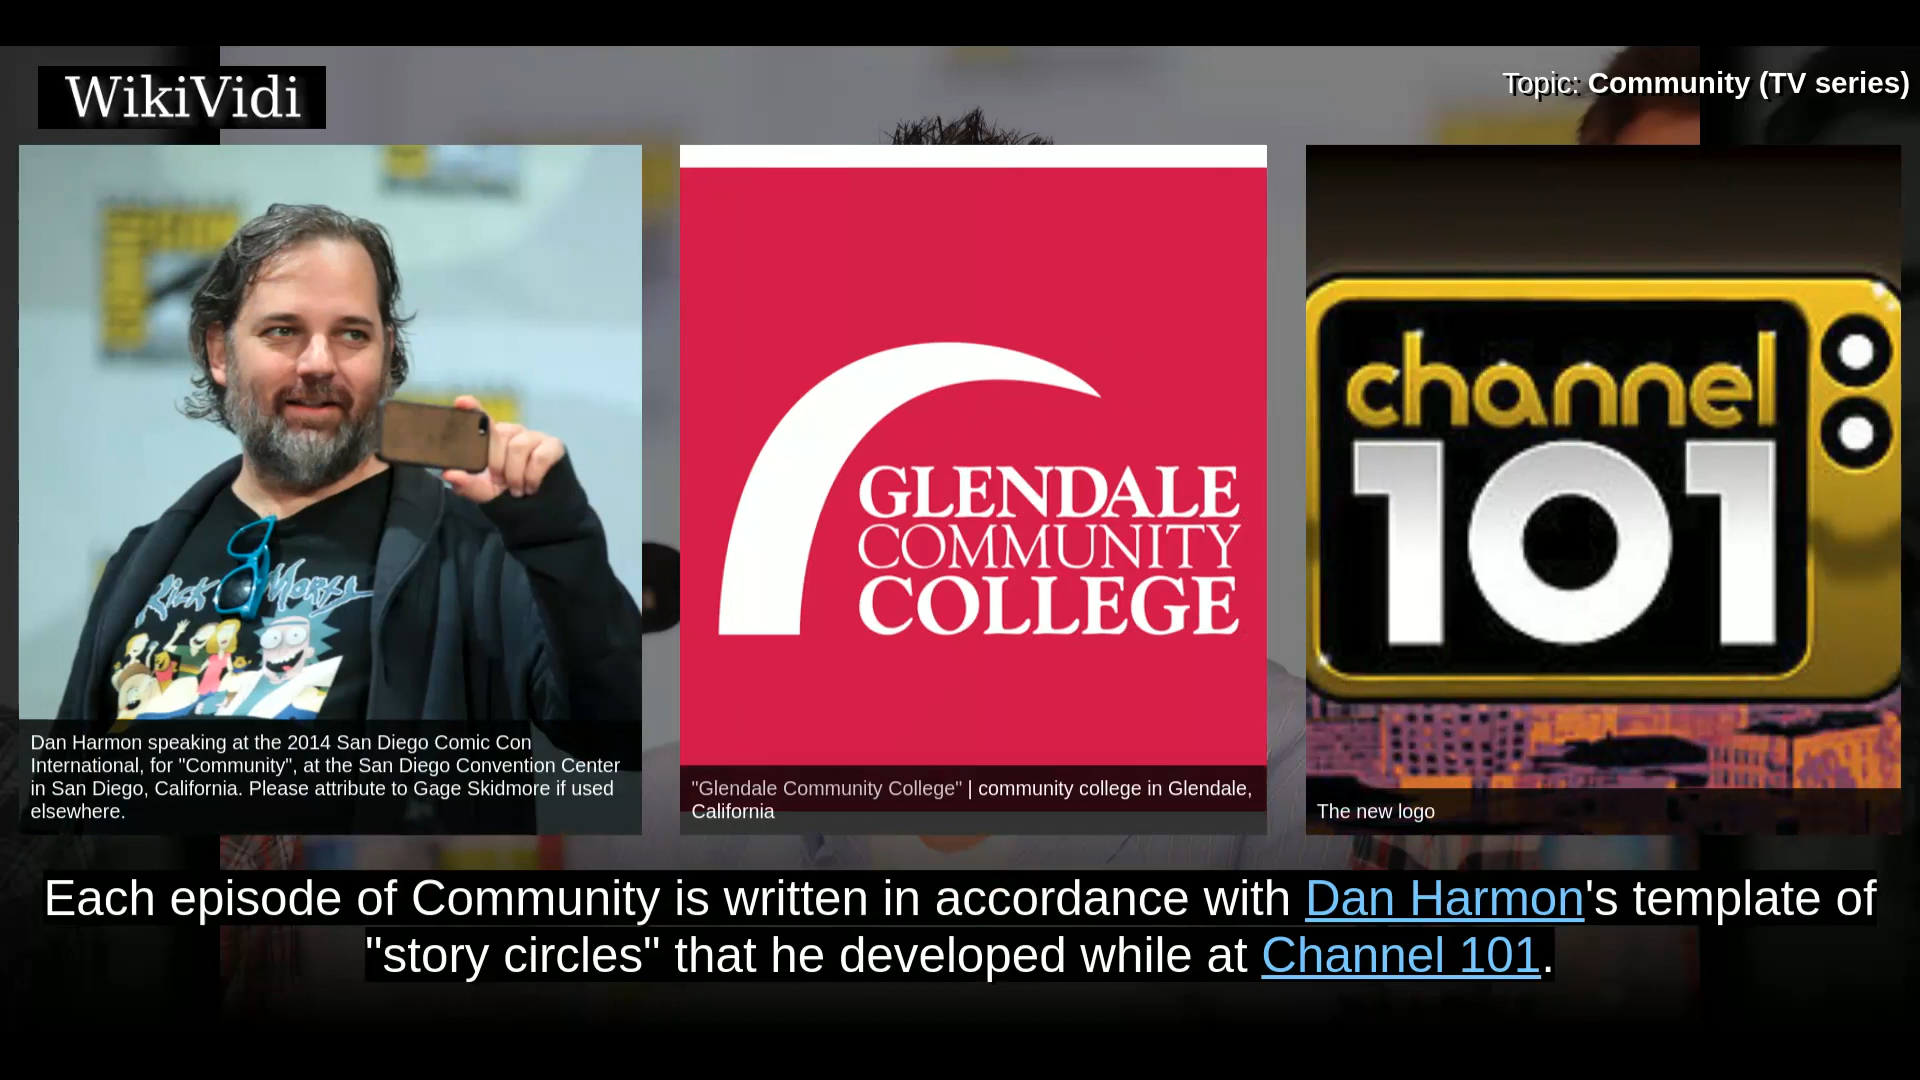 WikiVidi
Topic: Community (TV series)
Rick Morty
Dan Harmon speaking at the 2014 San Diego Comic Con
International, for "Community", at the San Diego Convention Center
in San Diego, California. Please attribute to Gage Skidmore if used
elsewhere.
GLENDALE
COMMUNITY
COLLEGE
"Glendale Community College" | community college in Glendale,
California
channel
101
The new logo
Each episode of Community is written in accordance with Dan Harmon's template of
"story circles" that he developed while at Channel 101.